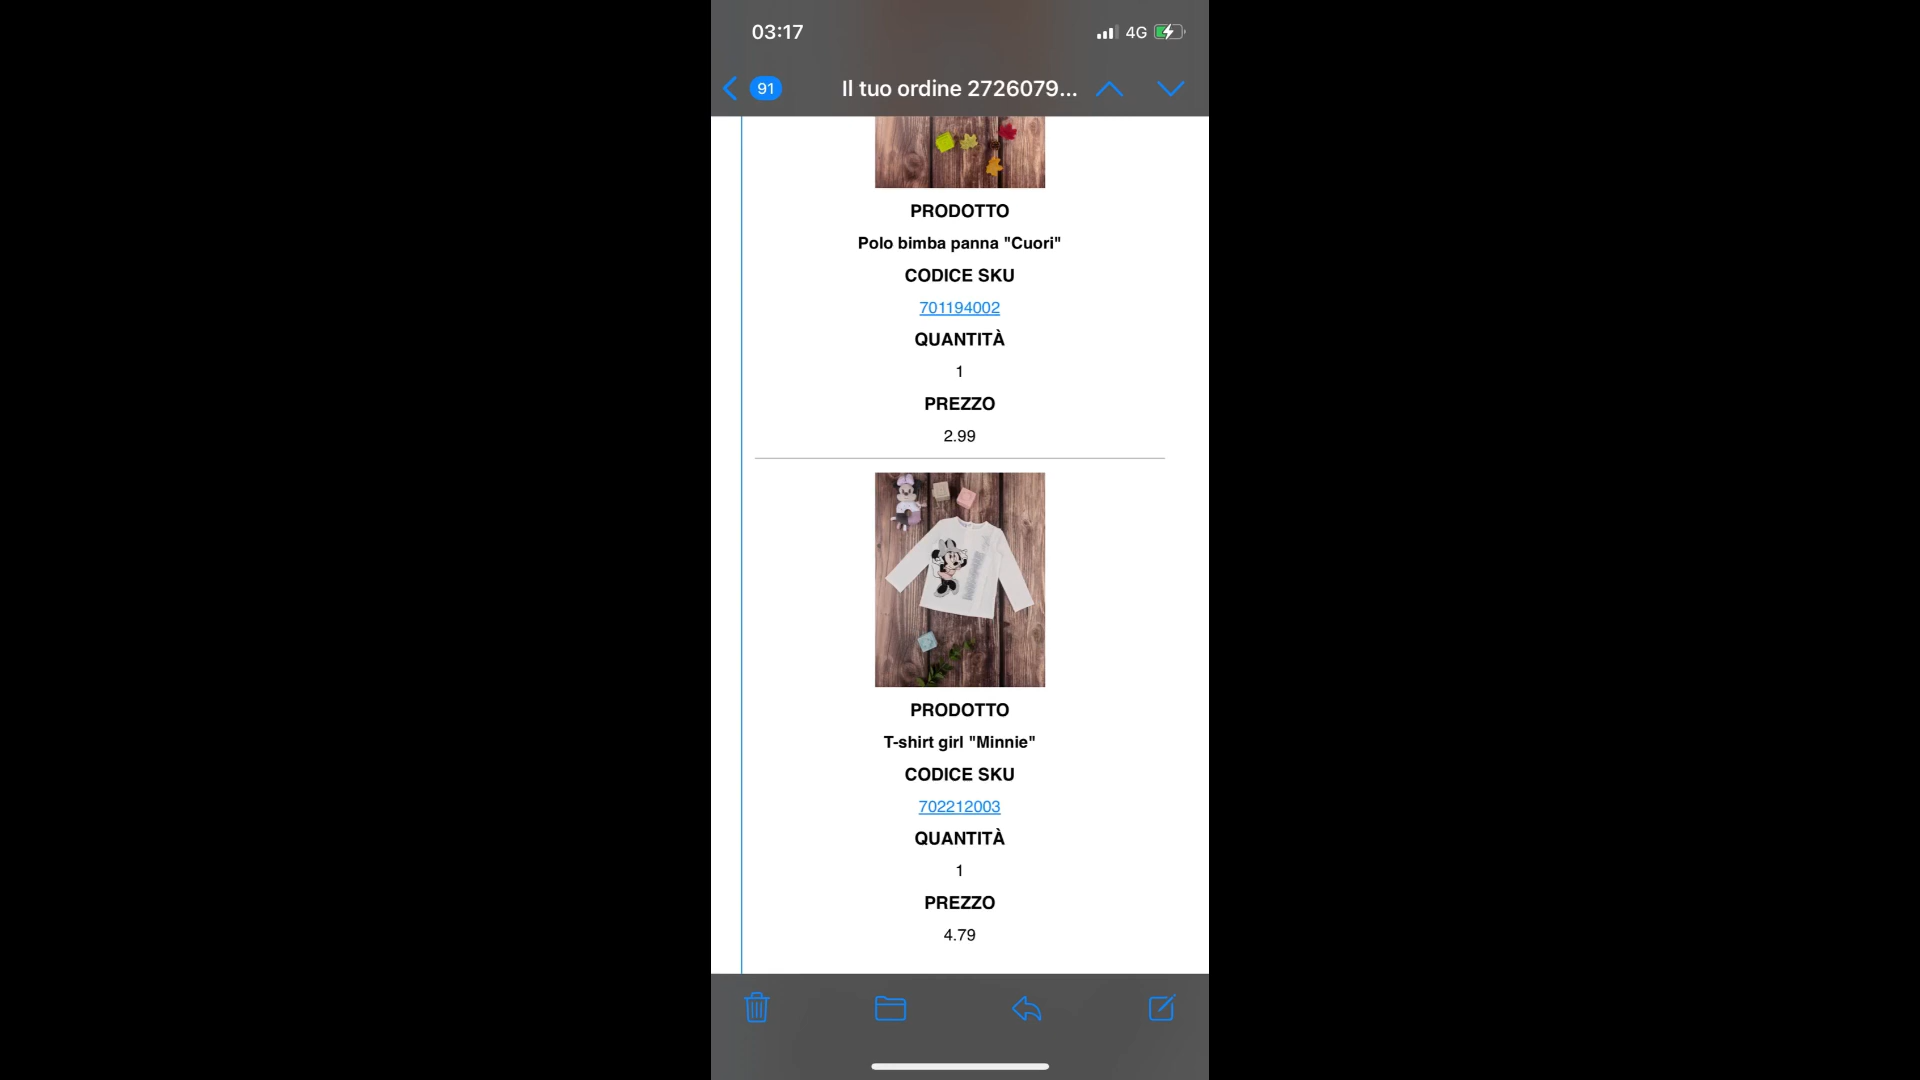 03:17
4G
91
Il tuo ordine 2726079...
PRODOTTO
Polo bimba panna "Cuori"
CODICE SKU
701194002
QUANTITÀ
1
PREZZO
2.99
PRODOTTO
T-shirt girl "Minnie"
CODICE SKU
702212003
QUANTITÀ
1
PREZZO
4.79